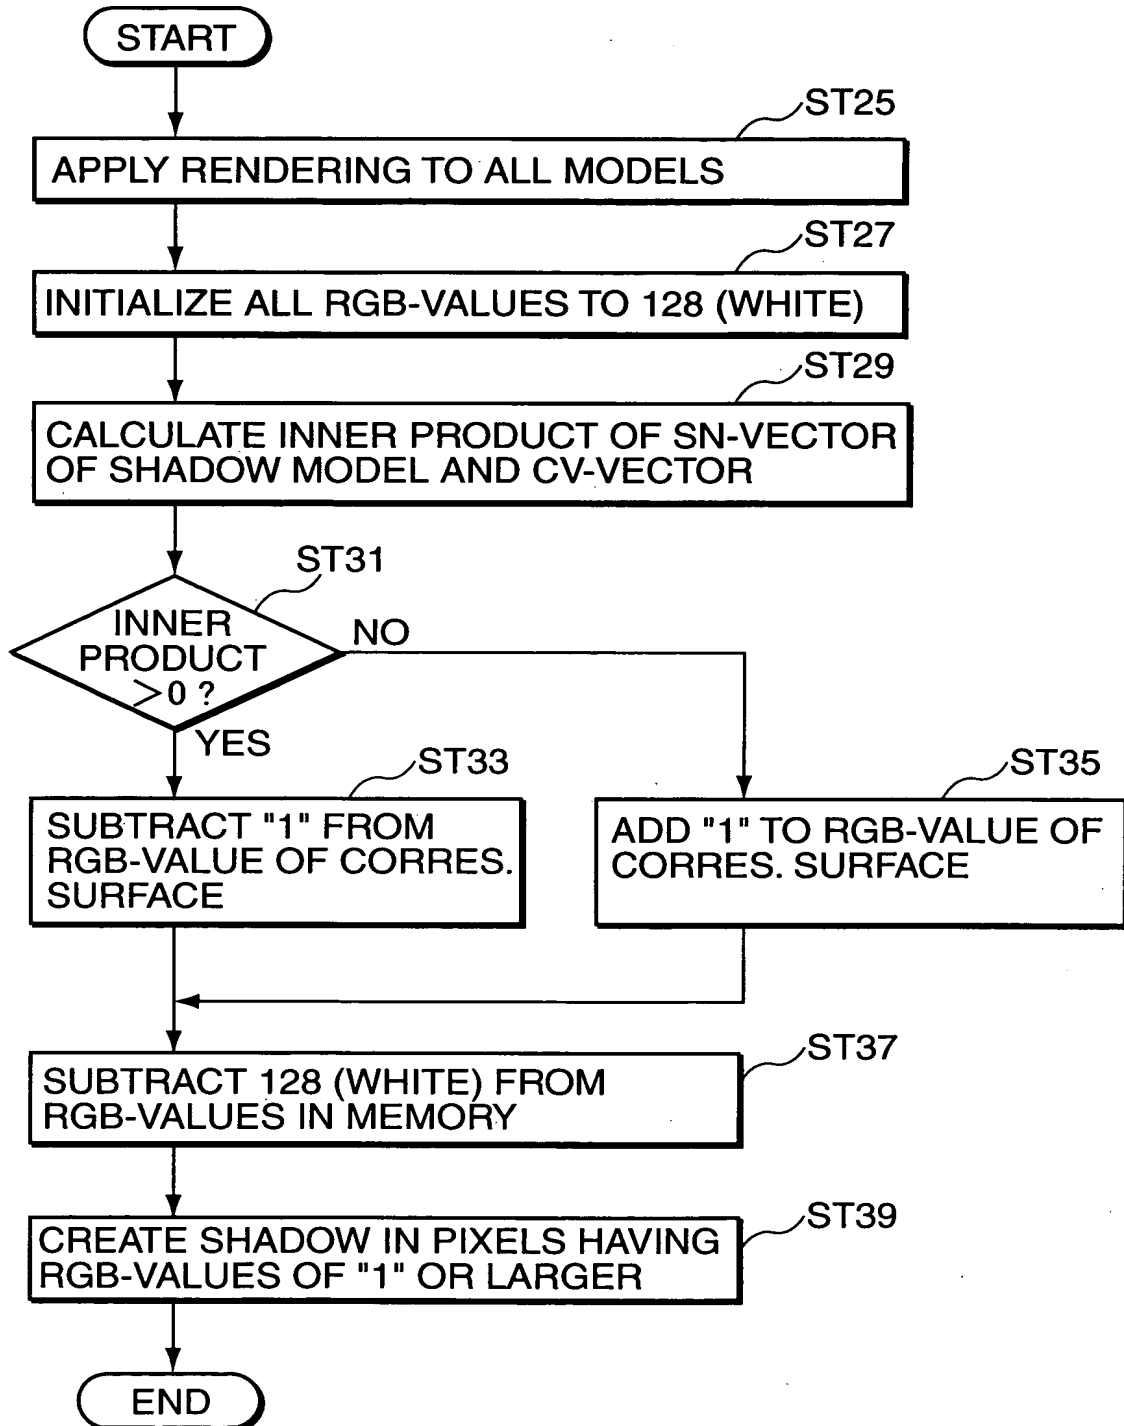 START
ST25
APPLY RENDERING TO ALL MODELS
ST27
INITIALIZE ALL RGB-VALUES TO 128 (WHITE)
ST29
CALCULATE INNER PRODUCT OF SN-VECTOR
OF SHADOW MODEL AND CV-VECTOR
ST31
INNER
PRODUCT
>0 ?
NO
YES
ST33
SUBTRACT "1" FROM
RGB-VALUE OF CORRES.
SURFACE
ST35
ADD "1" TO RGB-VALUE OF
CORRES. SURFACE
ST37
SUBTRACT 128 (WHITE) FROM
RGB-VALUES IN MEMORY
ST39
CREATE SHADOW IN PIXELS HAVING
RGB-VALUES OF "1" OR LARGER
END